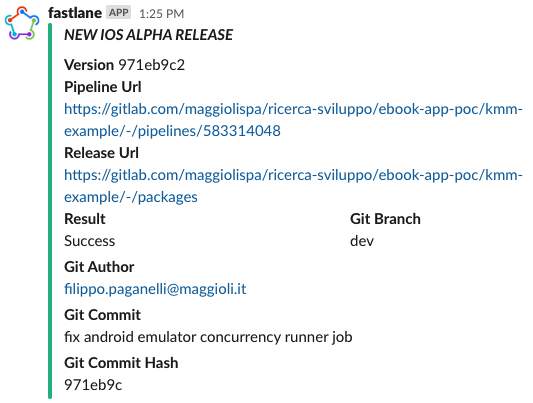 fastlane APP 1:25 PM
NEW IOS ALPHA RELEASE
Version 971eb9c2
Pipeline Url
https://gitlab.com/maggiolispa/ricerca-sviluppo/ebook-app-poc/kmm-
example/-/pipelines/583314048
Release Url
https://gitlab.com/maggiolispa/ricerca-sviluppo/ebook-app-poc/kmm-
example/-/packages
Result Git Branch
Success dev
Git Author
filippo.paganelli@maggioli.it
Git Commit
fix android emulator concurrency runner job
Git Commit Hash
971eb9c